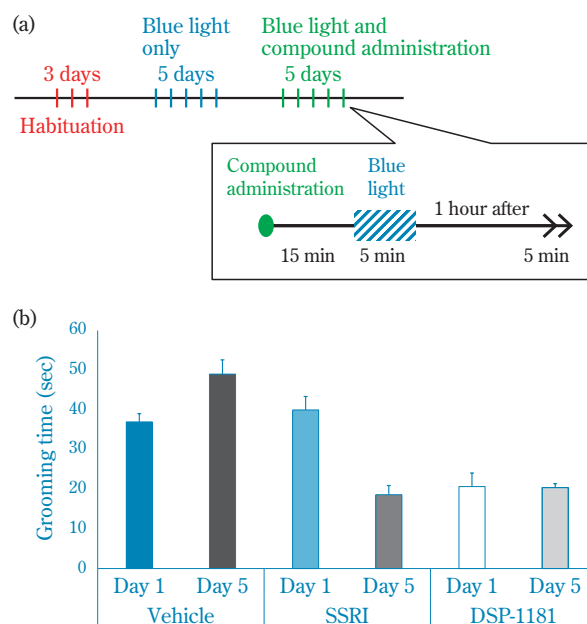 (a)
Blue light only
5 days
Blue light and compound administration
5 days
3 days
Habituation
Compound administration
Blue light
1 hour after
15 min
5 min
5 min
(b)
Grooming time (sec)
60
50
40
30
20
10
0
Day 1
Day 5
Day 1
Day 5
Day 1
Day 5
Vehicle
SSRI
DSP-1181